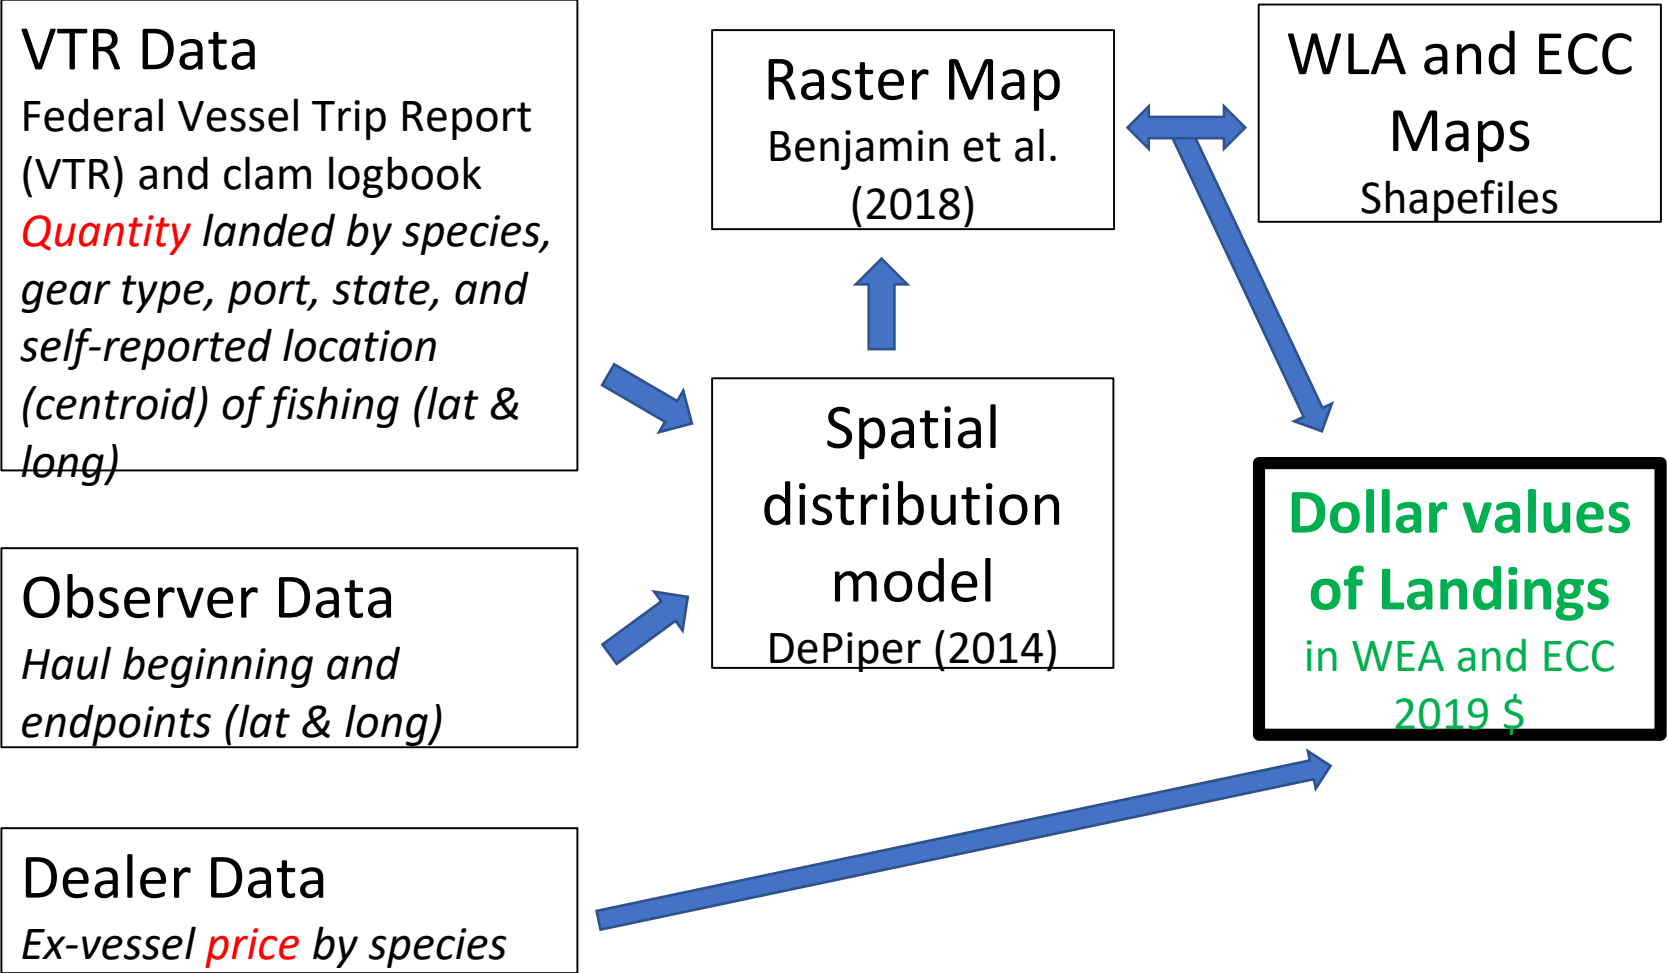 VTR Data
Federal Vessel Trip Report
(VTR) and clam logbook
Quantity landed by species,
gear type, port, state, and
self-reported location
(centroid) of fishing (lat &
long)
Observer Data
Haul beginning and
endpoints (lat & long)
Dealer Data
Ex-vessel price by species
Raster Map
Benjamin et al.
(2018)
Spatial
distribution
model
DePiper (2014)
WLA and ECC
Maps
Shapefiles
Dollar values
of Landings
in WEA and ECC
2019 $